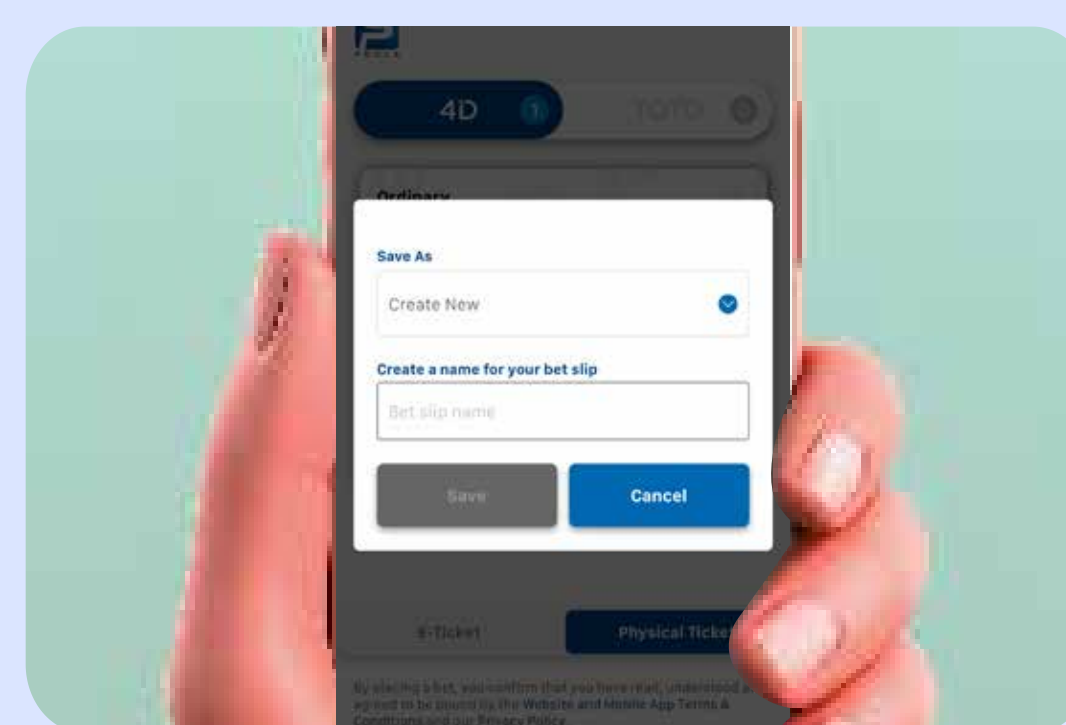 4D 1
TOTO
Ordinary
Save As
Create New
Create a name for your bet slip
Bet slip name
Save Cancel
E-Ticket Physical Ticke
By placing a bet, you confirm that you have read, understood
agreed to be bound by the Website and Mobile App Terms &
Conditions and our Privacy Policy